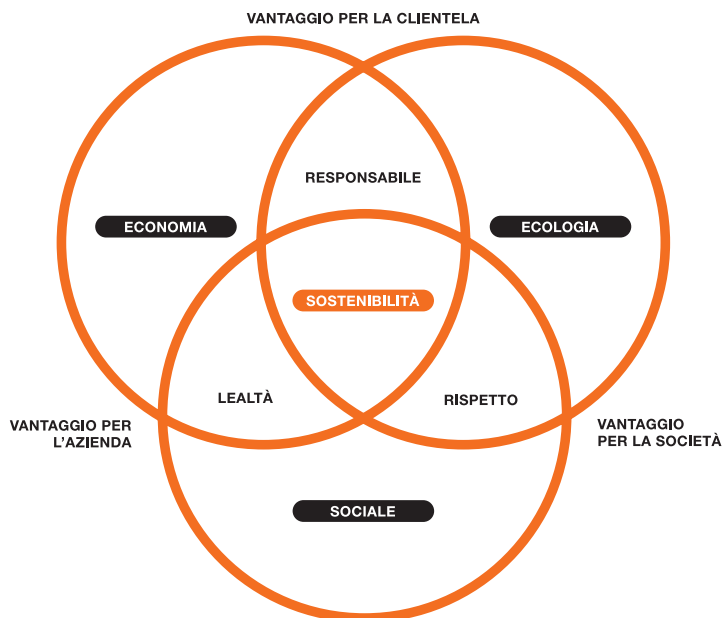 VANTAGGIO PER LA CLIENTELA
RESPONSABILE
ECONOMIA
ECOLOGIA
SOSTENIBILITÀ
LEALTÀ
RISPETTO
VANTAGGIO PER
L'AZIENDA
VANTAGGIO
PER LA SOCIETÀ
SOCIALE